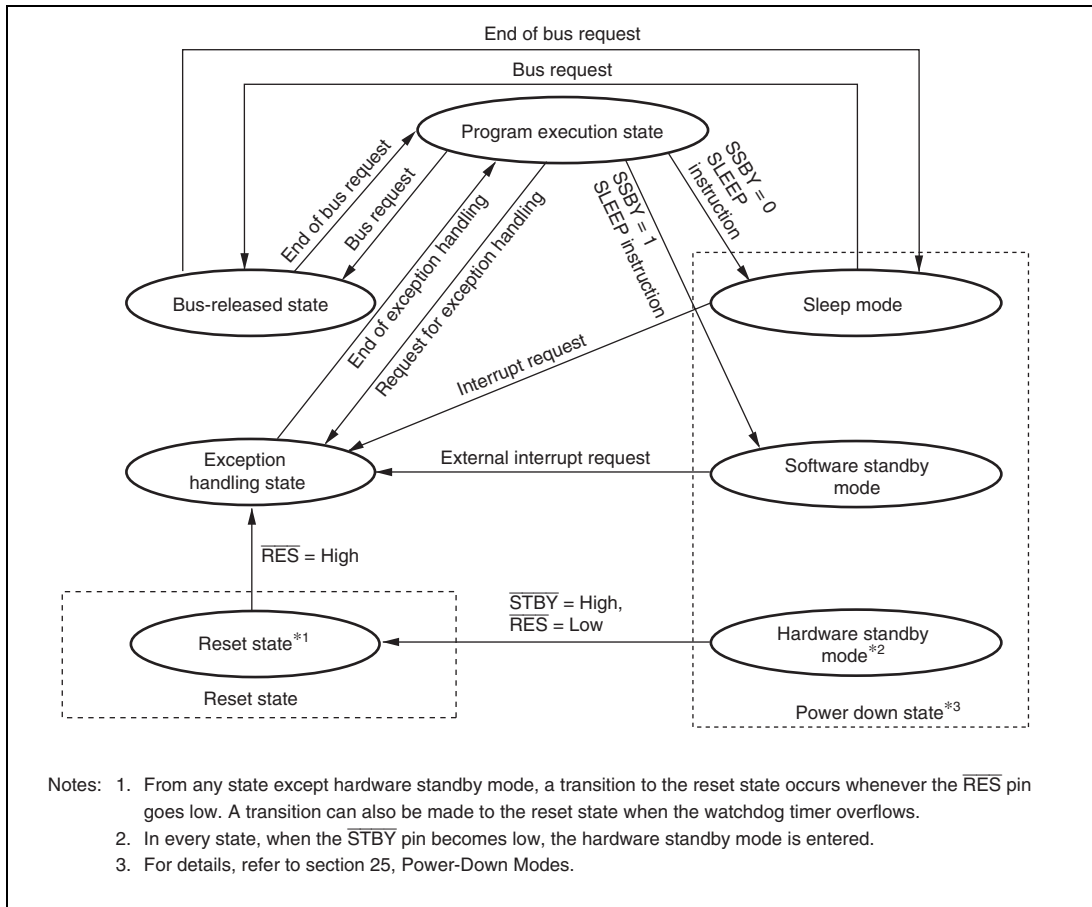 End of bus request
Bus request
Program execution state
End of bus request
Bus request
End of exception handling
Request for exception handling
SSBY = 1
SLEEP instruction
SSBY = 0
SLEEP
instruction
Bus-released state
Sleep mode
Interrupt request
Exception
handling state
External interrupt request
Software standby
mode
RES = High
STBY = High,
RES = Low
Reset state*1
Hardware standby
mode*2
Reset state
Power down state*3
Notes: 1. From any state except hardware standby mode, a transition to the reset state occurs whenever the RES pin
goes low. A transition can also be made to the reset state when the watchdog timer overflows.
2. In every state, when the STBY pin becomes low, the hardware standby mode is entered.
3. For details, refer to section 25, Power-Down Modes.